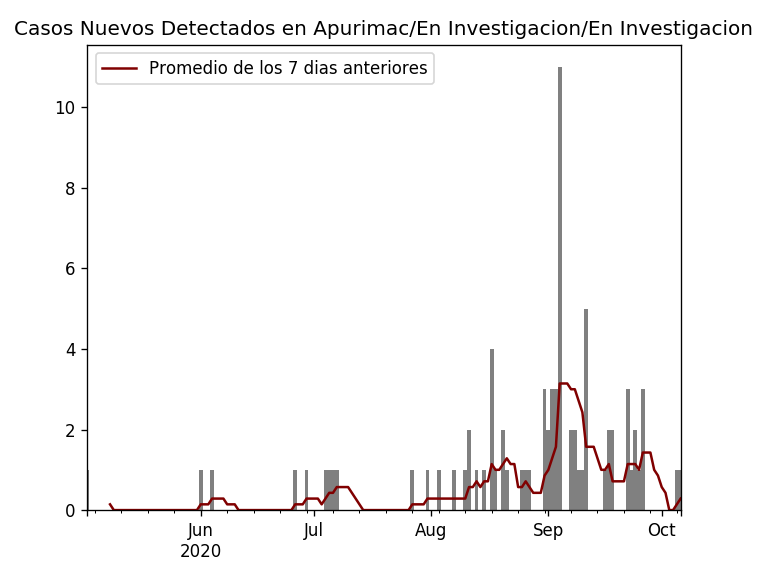 Casos Nuevos Detectados en Apurimac/En Investigacion/En Investigacion
Promedio de los 7 dias anteriores
10
8
6
4
2
0
Jun Jul Aug Sep Oct
2020